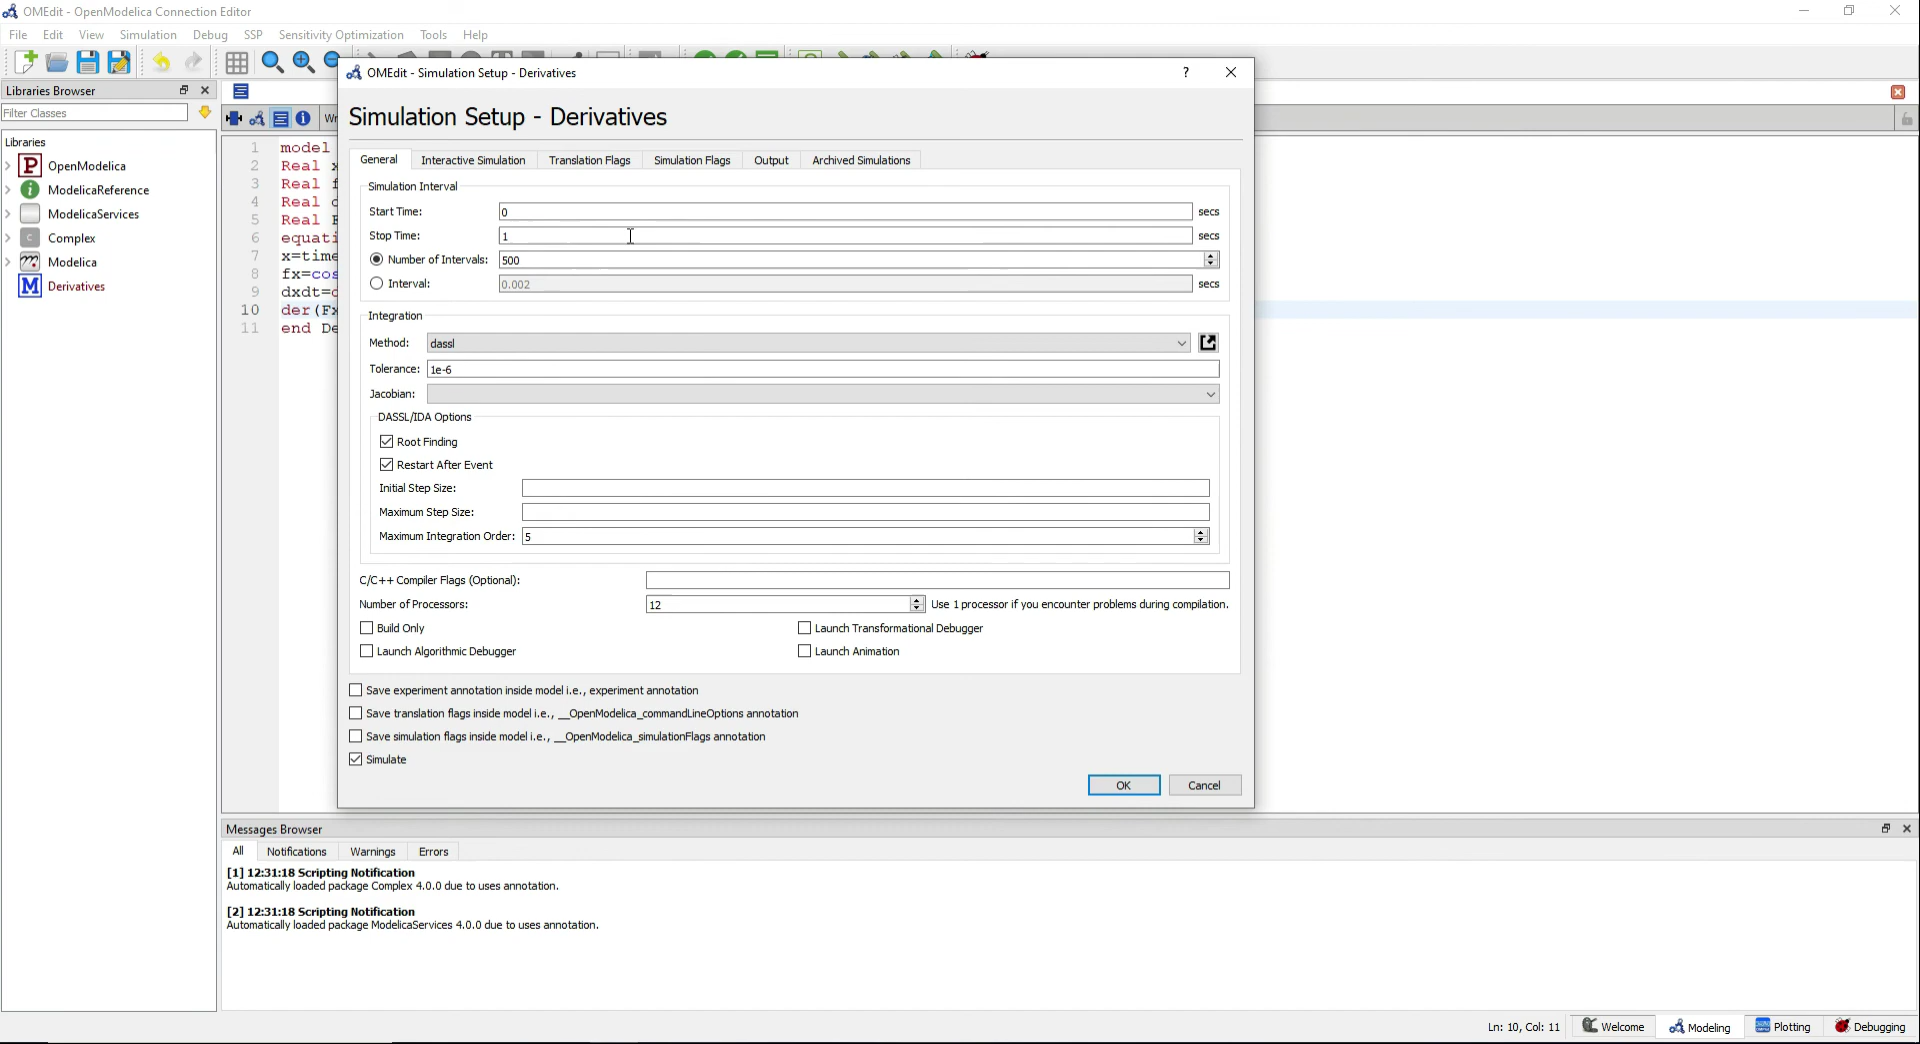 OMEdit - OpenModelica Connection Editor
File Edit View Simulation Debug SSP Sensitivity Optimization Tools Help
OMEdit - Simulation Setup - Derivatives
Libraries Browser
Filter Classes
Libraries
OpenModelica
ModelicaReference
ModelicaServices
Complex
Modelica
Derivatives
1 model
2 Real
3 Real
4 Real
5 Real
6
7 x=time
8 fx=cos
9 dxdt=
10 der(Fx
11 end De
Simulation Setup - Derivatives
General Interactive Simulation Translation Flags Simulation Flags Output Archived Simulations
Simulation Interval
Start Time: 0 secs
Stop Time: 1 secs
Number of Intervals: 500
Interval: 0.002 secs
Integration
Method: dassl
Tolerance: 1e-6
Jacobian:
DASSL/IDA Options
Root Finding
Restart After Event
Initial Step Size:
Maximum Step Size:
Maximum Integration Order: 5
C/C++ Compiler Flags (Optional):
Number of Processors: 12 Use 1 processor if you encounter problems during compilation.
Build Only Launch Transformational Debugger
Launch Algorithmic Debugger Launch Animation
Save experiment annotation inside model i.e., experiment annotation
Save translation flags inside model i.e., __OpenModelica_commandLineOptions annotation
Save simulation flags inside model i.e., __OpenModelica_simulationFlags annotation
Simulate
OK Cancel
Messages Browser
All Notifications Warnings Errors
[1] 12:31:18 Scripting Notification
Automatically loaded package Complex 4.0.0 due to uses annotation.
[2] 12:31:18 Scripting Notification
Automatically loaded package ModelicaServices 4.0.0 due to uses annotation.
Ln: 10, Col: 11 Welcome Modeling Plotting Debugging